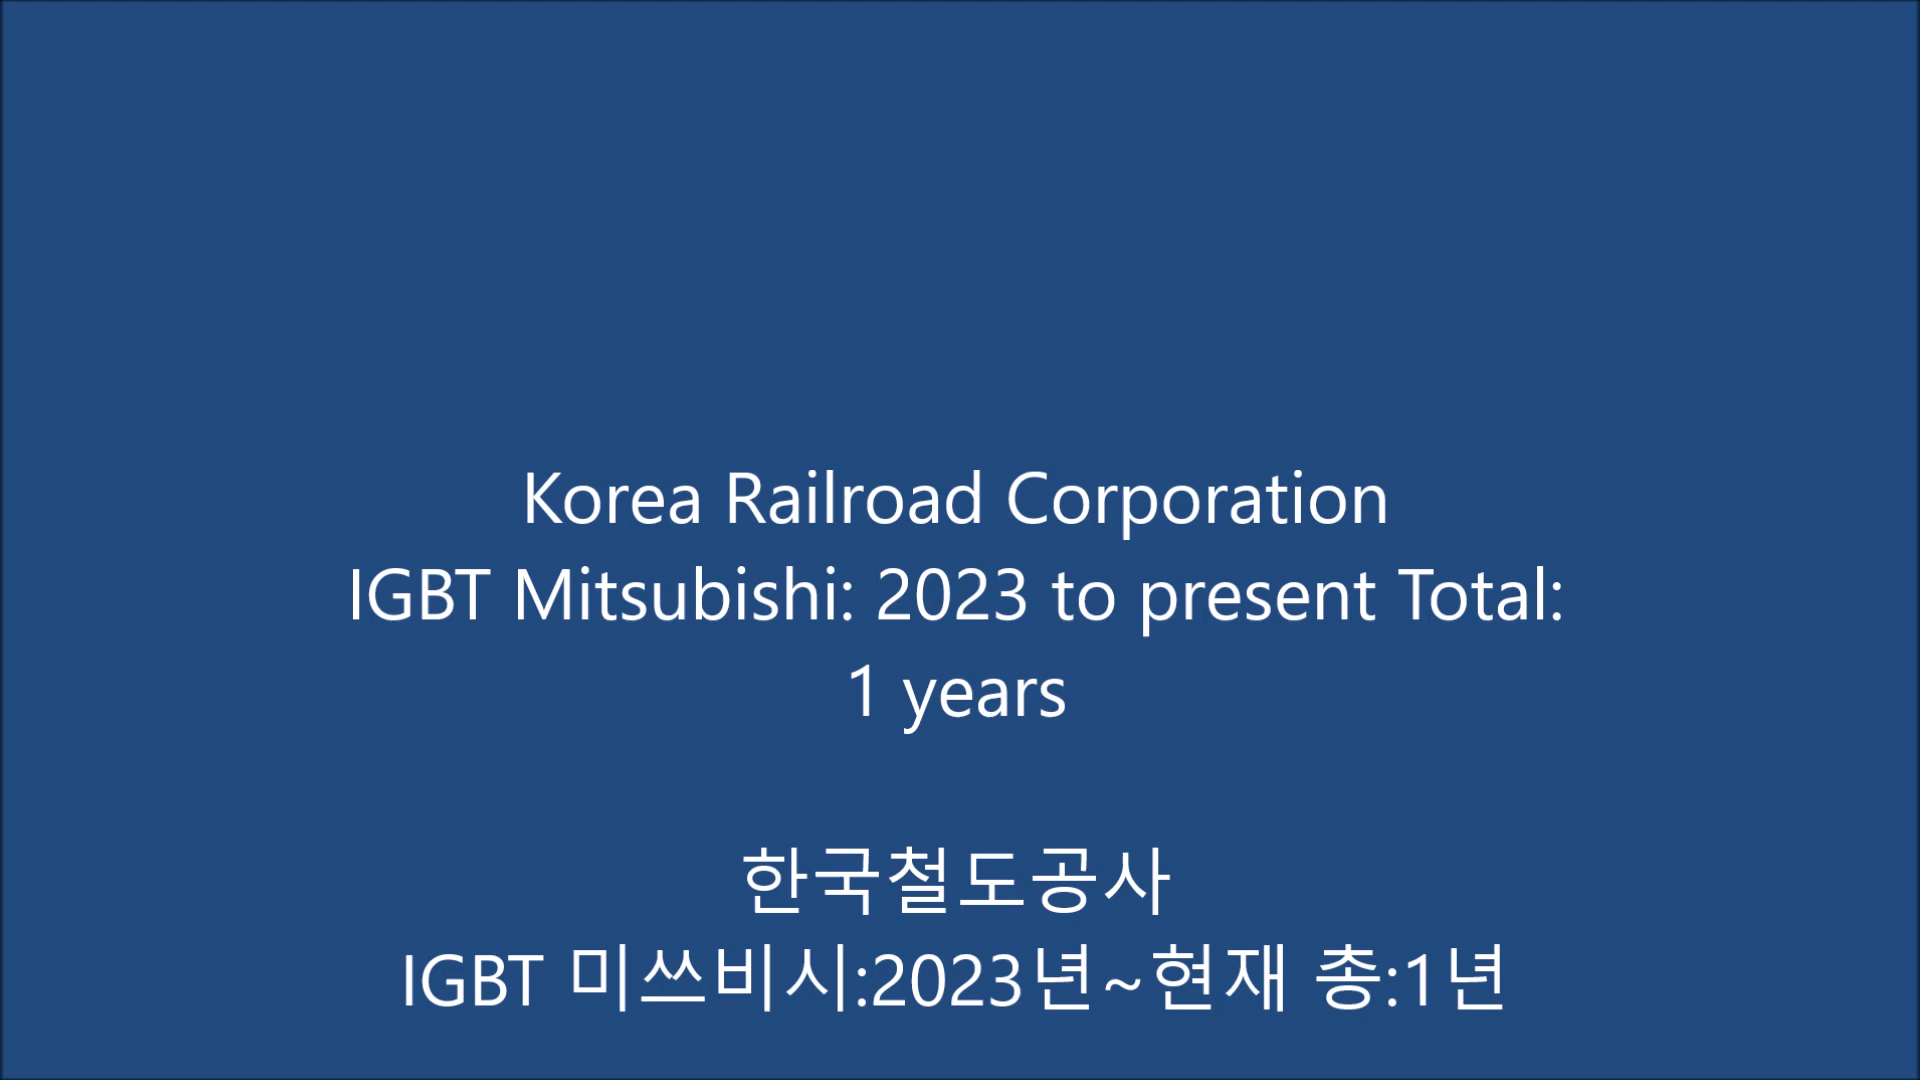 Korea Railroad Corporation
IGBT Mitsubishi: 2023 to present Total:
1 years
한국철도공사
IGBT 미쓰비시:2023년~현재 총:1년